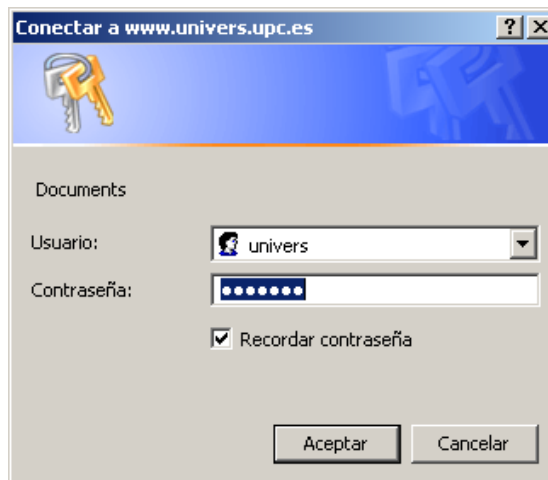 Conectar a www.univers.upc.es
Documents
Usuario: univers
Contraseña: •••••••
Recordar contraseña
Aceptar Cancelar